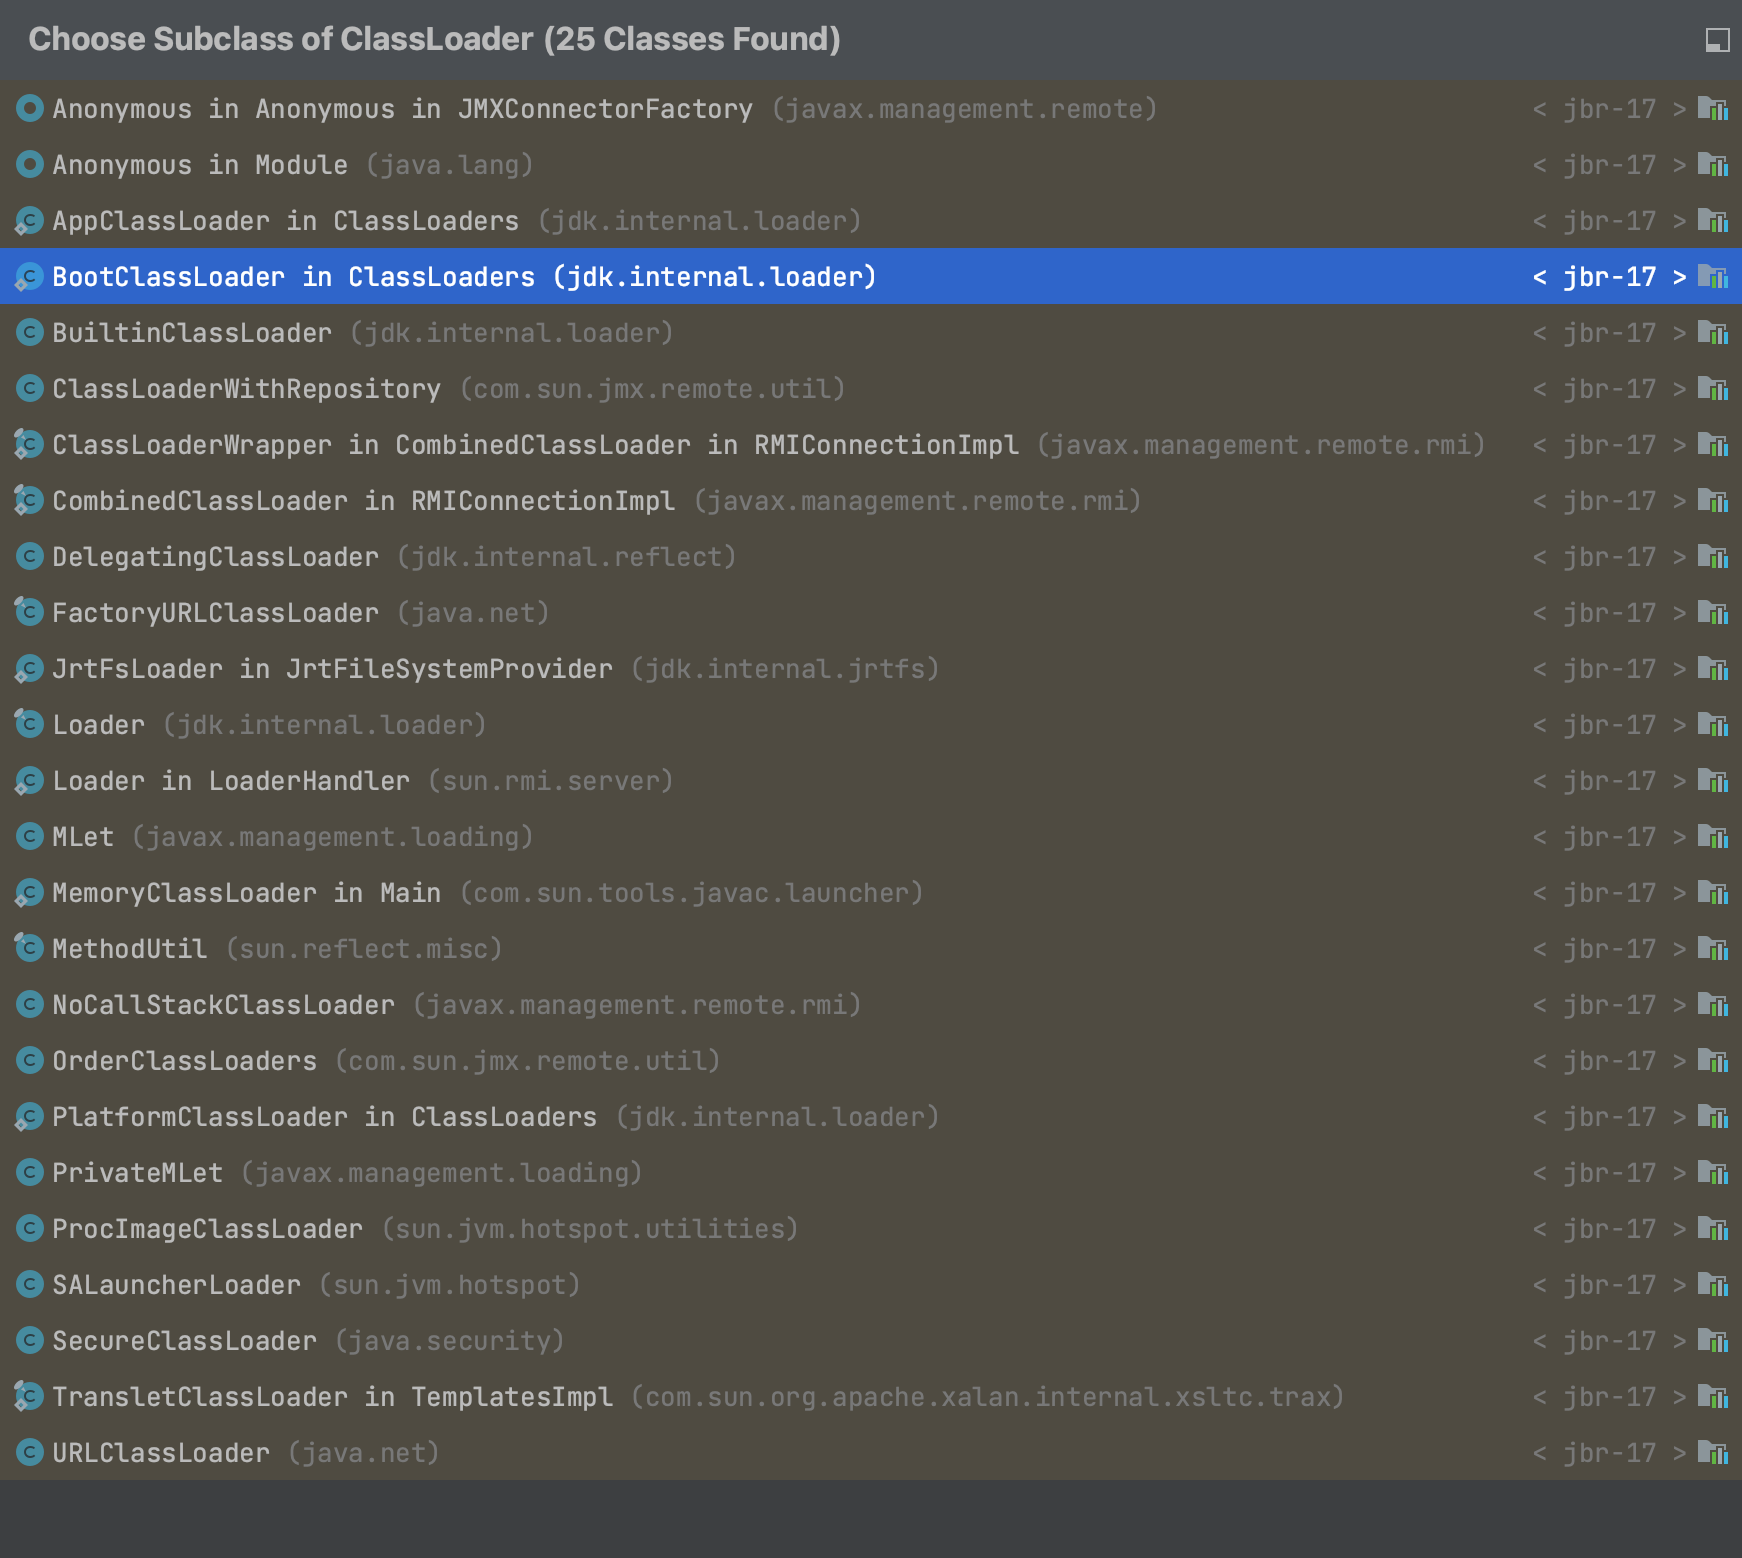 Choose Subclass of ClassLoader (25 Classes Found)
Anonymous in Anonymous in JMXConnectorFactory (javax.management.remote) < jbr-17 >
Anonymous in Module (java.lang) < jbr-17 >
AppClassLoader in ClassLoaders (jdk.internal.loader) < jbr-17 >
BootClassLoader in ClassLoaders (jdk.internal.loader) < jbr-17 >
BuiltinClassLoader (jdk.internal.loader) < jbr-17 >
ClassLoaderWithRepository (com.sun.jmx.remote.util) < jbr-17 >
ClassLoaderWrapper in CombinedClassLoader in RMIConnectionImpl (javax.management.remote.rmi) < jbr-17 >
CombinedClassLoader in RMIConnectionImpl (javax.management.remote.rmi) < jbr-17 >
DelegatingClassLoader (jdk.internal.reflect) < jbr-17 >
FactoryURLClassLoader (java.net) < jbr-17 >
JrtFsLoader in JrtFileSystemProvider (jdk.internal.jrtfs) < jbr-17 >
Loader (jdk.internal.loader) < jbr-17 >
Loader in LoaderHandler (sun.rmi.server) < jbr-17 >
MLet (javax.management.loading) < jbr-17 >
MemoryClassLoader in Main (com.sun.tools.javac.launcher) < jbr-17 >
MethodUtil (sun.reflect.misc) < jbr-17 >
NoCallStackClassLoader (javax.management.remote.rmi) < jbr-17 >
OrderClassLoaders (com.sun.jmx.remote.util) < jbr-17 >
PlatformClassLoader in ClassLoaders (jdk.internal.loader) < jbr-17 >
PrivateMLet (javax.management.loading) < jbr-17 >
ProcImageClassLoader (sun.jvm.hotspot.utilities) < jbr-17 >
SALauncherLoader (sun.jvm.hotspot) < jbr-17 >
SecureClassLoader (java.security) < jbr-17 >
TransletClassLoader in TemplatesImpl (com.sun.org.apache.xalan.internal.xsltc.trax) < jbr-17 >
URLClassLoader (java.net) < jbr-17 >